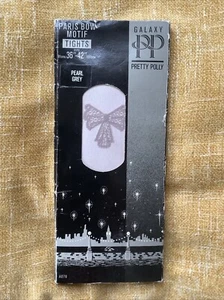 PARIS BOW
MOTIF
TIGHTS
36"-42"
PEARL
GREY
GALAXY
PP
PRETTY POLLY